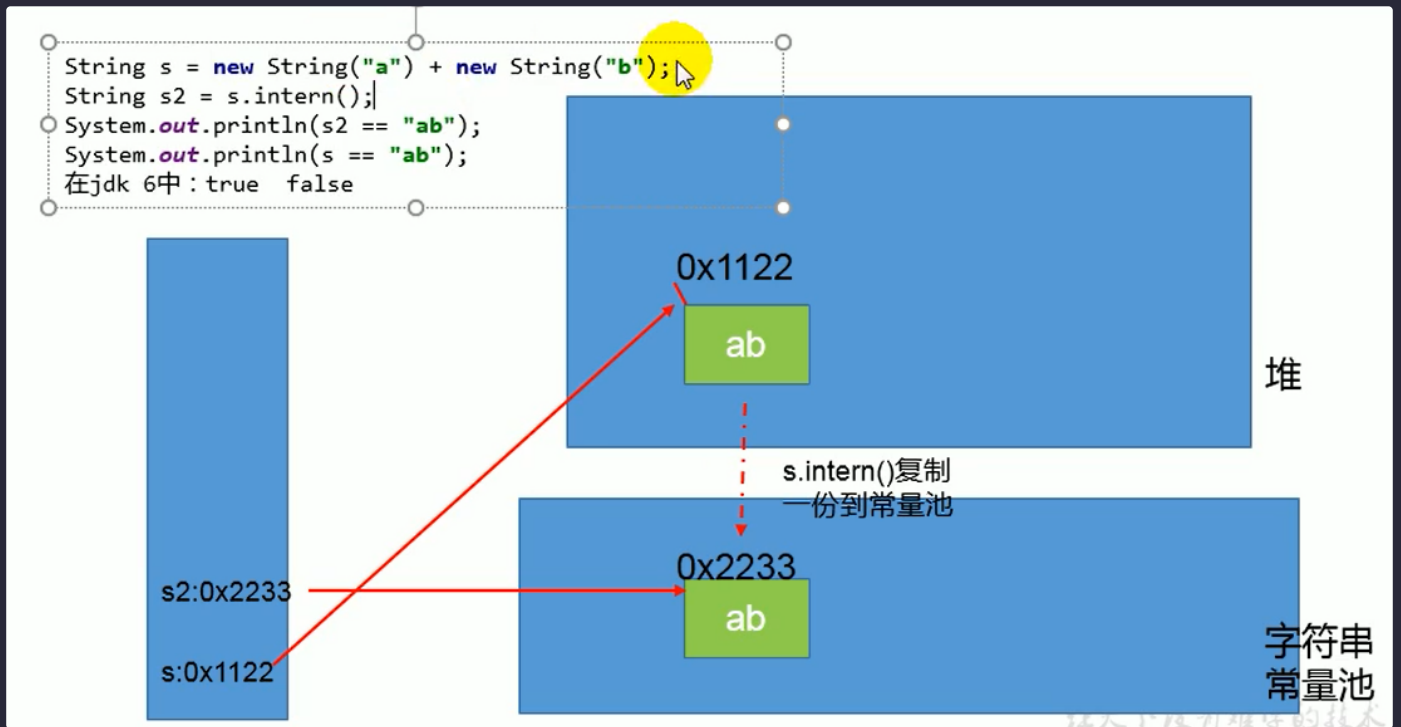 String s = new String("a") + new String("b");
String s2 = s.intern();
System.out.println(s2 == "ab");
System.out.println(s == "ab");
在jdk 6中：true  false
0x1122
ab
堆
s.intern()复制
一份到常量池
0x2233
ab
s2:0x2233
s:0x1122
字符串
常量池